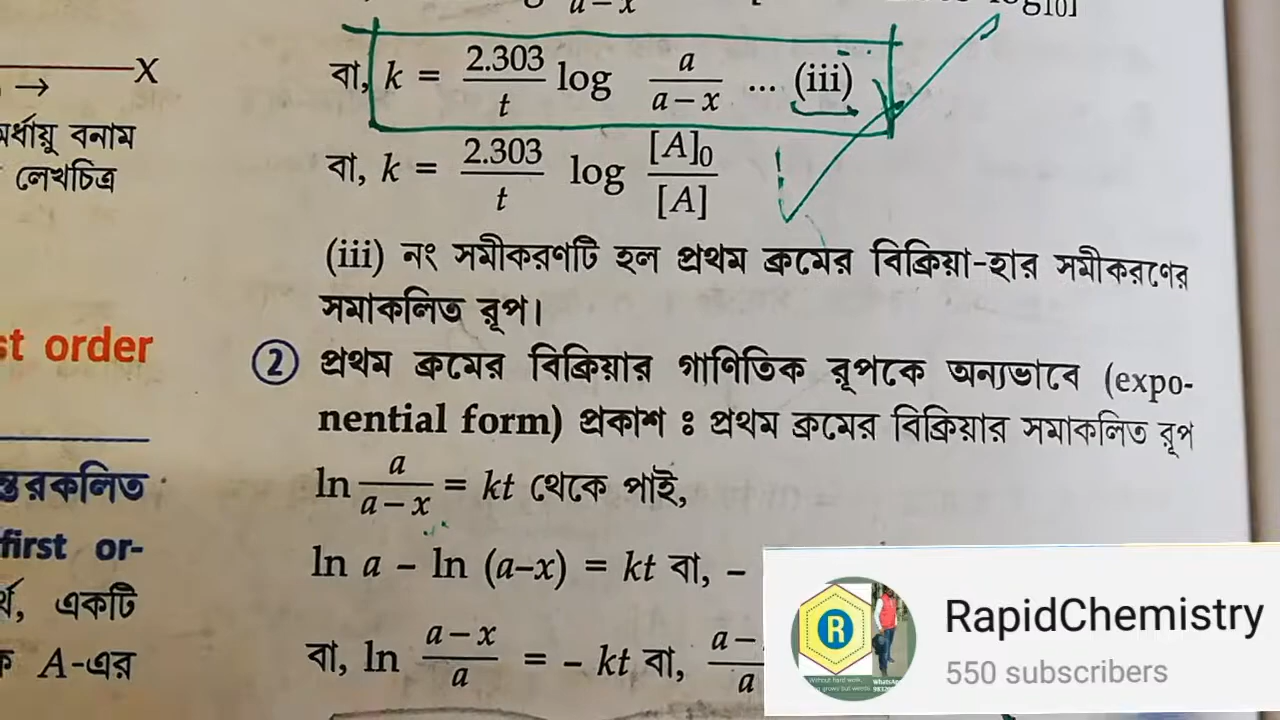 X
→
বা, k = 2.303/t log a/(a – x) ... (iii)
বা, k = 2.303/t log [A]0/[A]
বনাম
লেখচিত্র
(iii) নং সমীকরণটি হল প্রথম ক্রমের বিক্রিয়া-হার সমীকরণের
সমাকলিত রূপ।
st order
② প্রথম ক্রমের বিক্রিয়ার গাণিতিক রূপকে অন্যভাবে (expo-
nential form) প্রকাশ ঃ প্রথম ক্রমের বিক্রিয়ার সমাকলিত রূপ
ln a/(a – x) = kt থেকে পাই,
first or-
ln a – ln (a–x) = kt বা, –
একটি
A-এর
বা, ln (a – x)/a = – kt বা,
R
RapidChemistry
550 subscribers